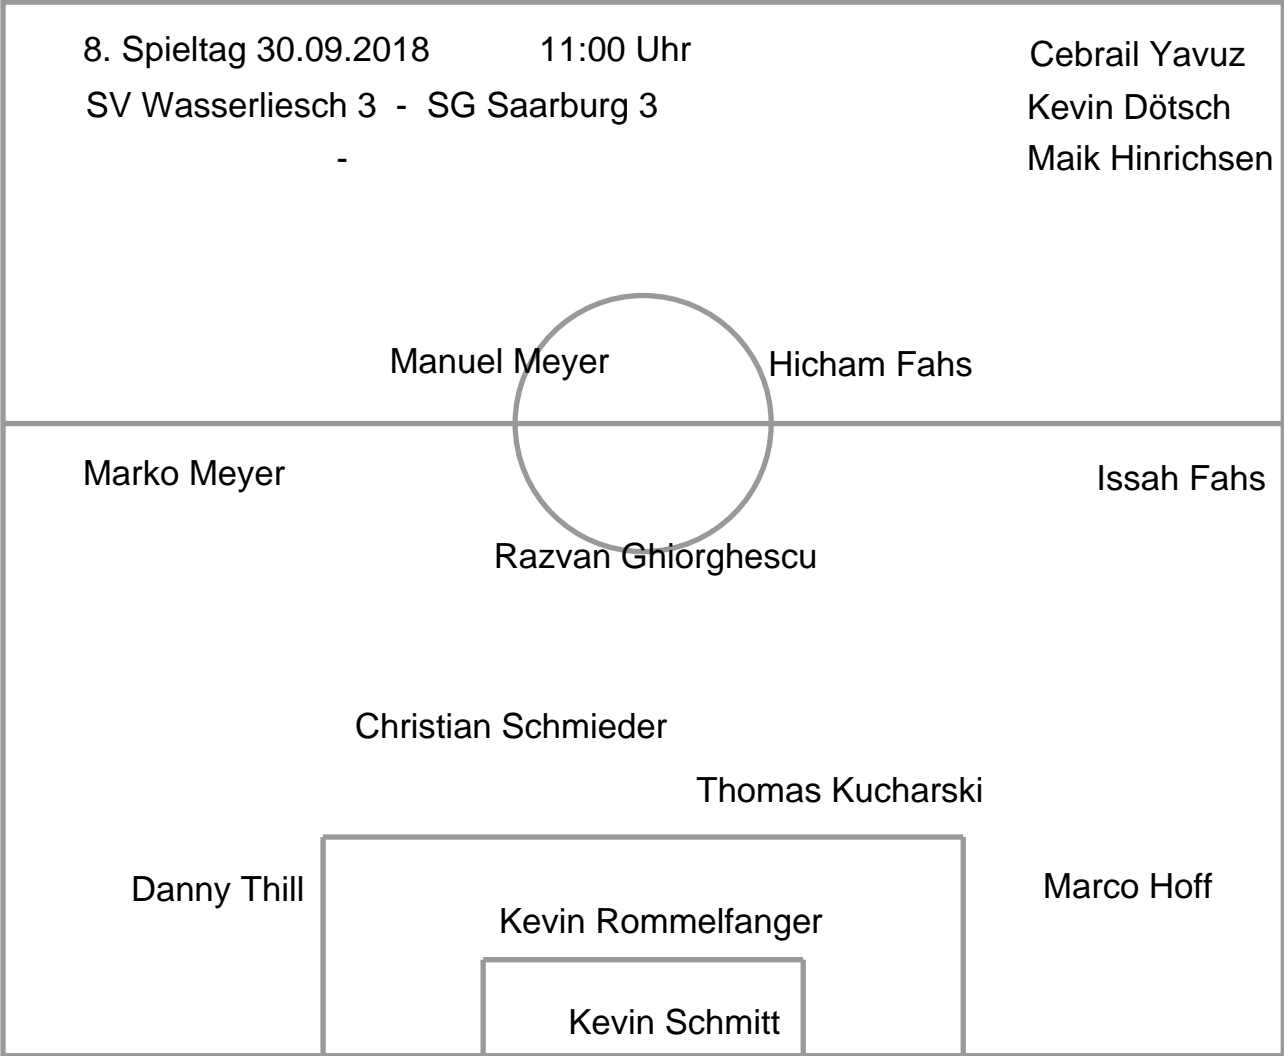 8. Spieltag 30.09.2018 11:00 Uhr
SV Wasserliesch 3 - SG Saarburg 3
-
Cebrail Yavuz
Kevin Dötsch
Maik Hinrichsen
Manuel Meyer
Hicham Fahs
Marko Meyer
Issah Fahs
Razvan Ghiorghescu
Christian Schmieder
Thomas Kucharski
Danny Thill
Marco Hoff
Kevin Rommelfanger
Kevin Schmitt